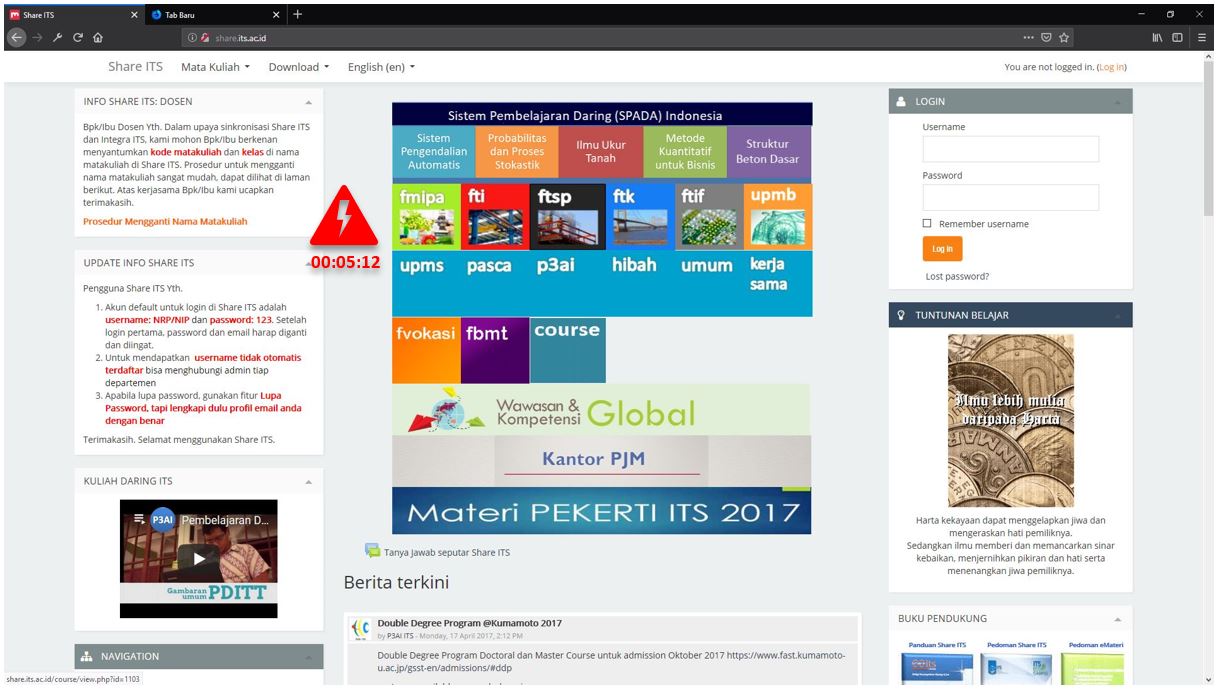 Share ITS
Tab Baru
share.its.ac.id
Share ITS
Mata Kuliah
Download
English (en)
You are not logged in. (Log in)
INFO SHARE ITS: DOSEN
Bpk/Ibu Dosen Yth. Dalam upaya sinkronisasi Share ITS
dan Integra ITS, kami mohon Bpk/Ibu berkenan
menyantumkan kode matakuliah dan kelas di nama
matakuliah di Share ITS. Prosedur untuk mengganti
nama matakuliah sangat mudah, dapat dilihat di laman
berikut. Atas kerjasama Bpk/Ibu kami ucapkan
terimakasih.
Prosedur Mengganti Nama Matakuliah
00:05:12
UPDATE INFO SHARE ITS
Pengguna Share ITS Yth.
1. Akun default untuk login di Share ITS adalah
username: NRP/NIP dan password: 123. Setelah
login pertama, password dan email harap diganti
dan diingat.
2. Untuk mendapatkan username tidak otomatis
terdaftar bisa menghubungi admin tiap
departemen
3. Apabila lupa password, gunakan fitur Lupa
Password, tapi lengkapi dulu profil email anda
dengan benar
Terimakasih. Selamat menggunakan Share ITS.
KULIAH DARING ITS
P3AI
Pembelajaran D...
Gambaran
umum PDITT
NAVIGATION
share.its.ac.id/course/view.php?id=1103
Sistem Pembelajaran Daring (SPADA) Indonesia
Sistem
Pengendalian
Automatis
Probabilitas
dan Proses
Stokastik
Ilmu Ukur
Tanah
Metode
Kuantitatif
untuk Bisnis
Struktur
Beton Dasar
fmipa
fti
ftsp
ftk
ftif
upmb
upms
pasca
p3ai
hibah
umum
kerja
sama
fvokasi
fbmt
course
Wawasan &
Kompetensi Global
Kantor PJM
Materi PEKERTI ITS 2017
Tanya Jawab seputar Share ITS
Berita terkini
Double Degree Program @Kumamoto 2017
by P3AI ITS - Monday, 17 April 2017, 2:12 PM
Double Degree Program Doctoral dan Master Course untuk admission Oktober 2017 https://www.fast.kumamoto-
u.ac.jp/gsst-en/admissions/#ddp
LOGIN
Username
Password
Remember username
Log in
Lost password?
TUNTUNAN BELAJAR
Ilmu lebih mulia
daripada Harta
Harta kekayaan dapat menggelapkan jiwa dan
mengeraskan hati pemiliknya.
Sedangkan ilmu memberi dan memancarkan sinar
kebaikan, menjernihkan pikiran dan hati serta
menenangkan jiwa pemiliknya.
BUKU PENDUKUNG
Panduan Share ITS
Pedoman Share ITS
Pedoman eMateri